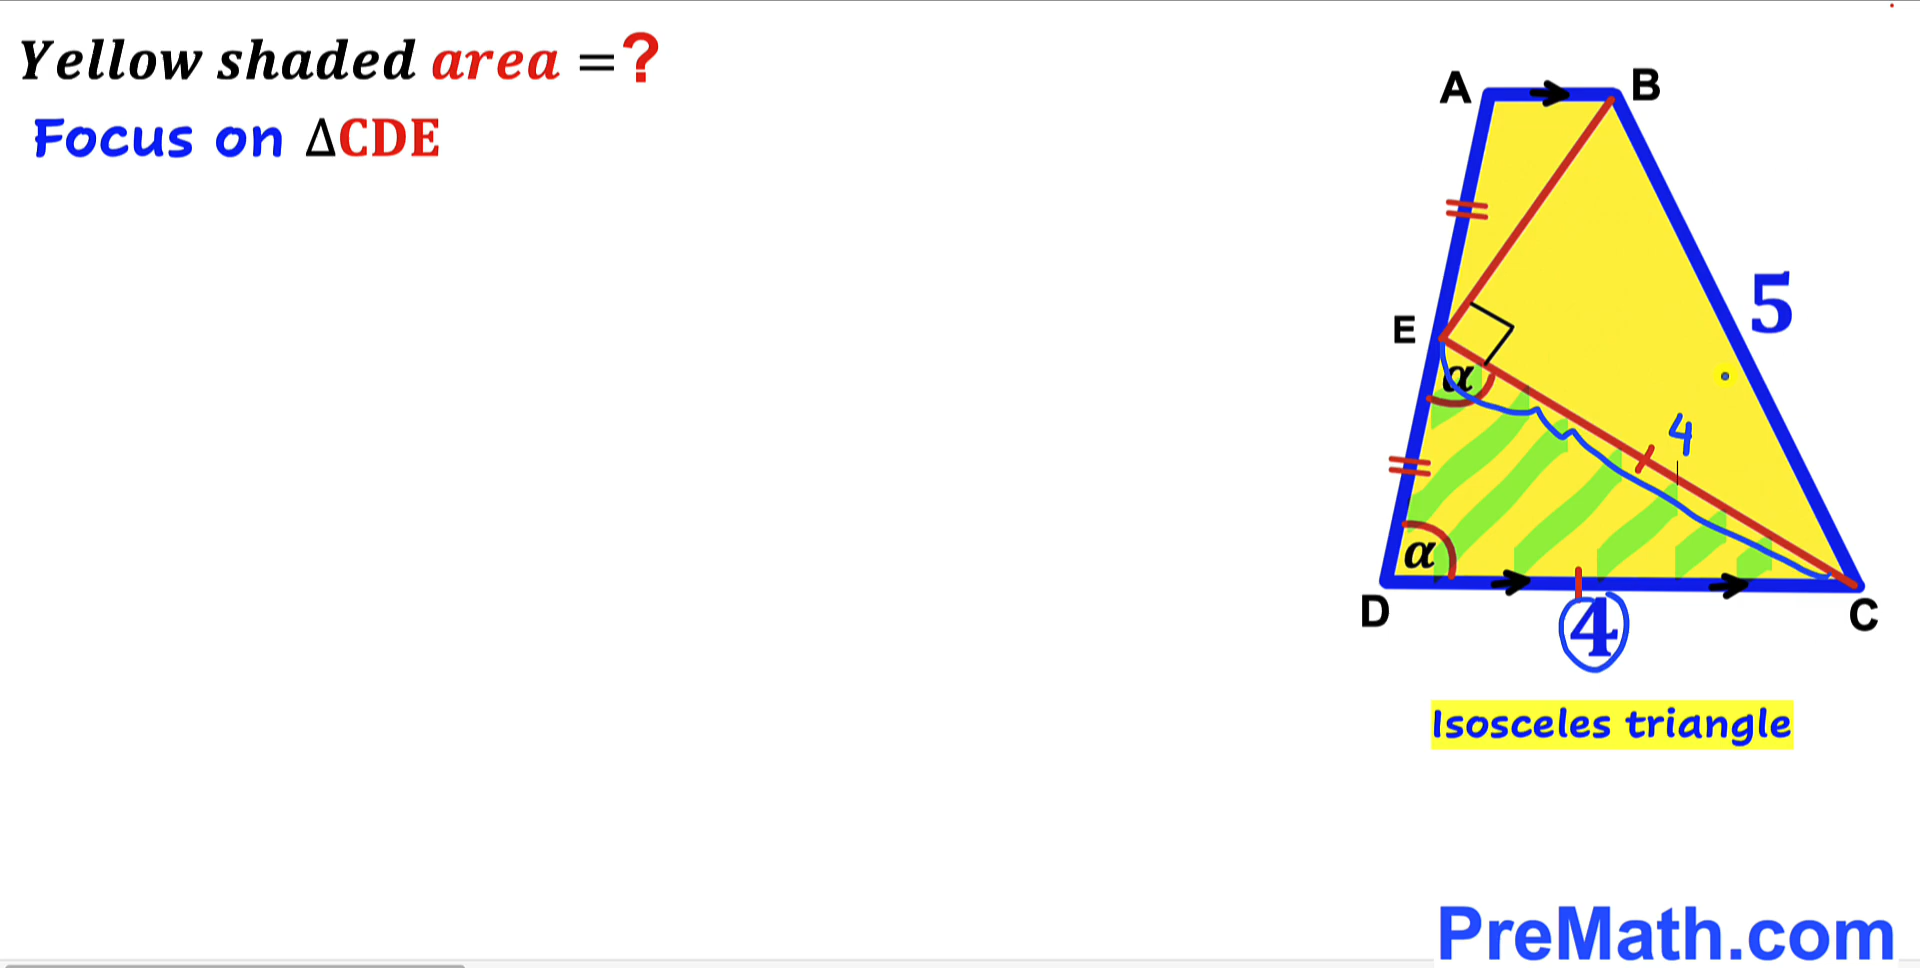 Yellow shaded area =?
Focus on ΔCDE
A
B
5
E
α
4
α
D
4
C
Isosceles triangle
PreMath.com